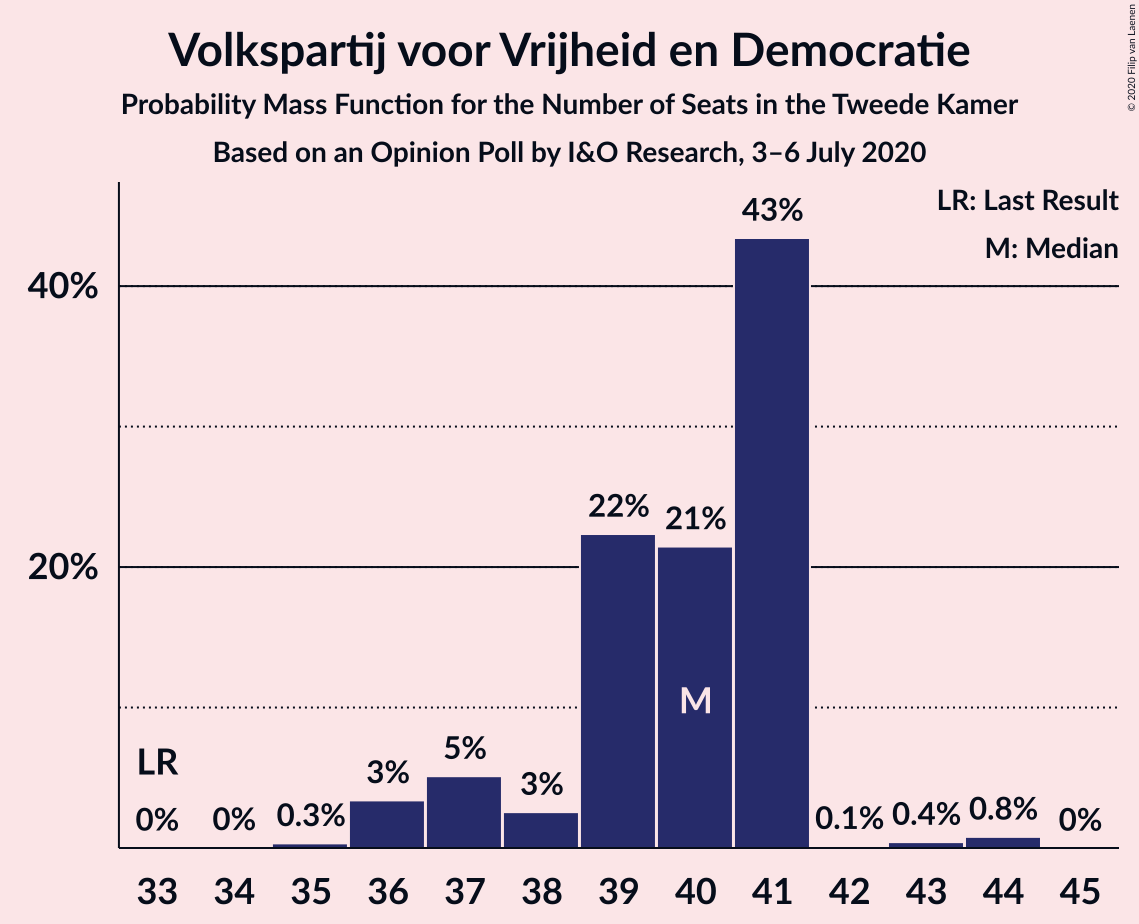 Volkspartij voor Vrijheid en Democratie
Probability Mass Function for the Number of Seats in the Tweede Kamer
Based on an Opinion Poll by I&O Research, 3–6 July 2020
© 2020 Filip van Laenen
LR: Last Result
M: Median
40%
20%
43%
22%
21%
M
LR
0%
0%
0.3%
3%
5%
3%
0.1%
0.4%
0.8%
0%
33 34 35 36 37 38 39 40 41 42 43 44 45